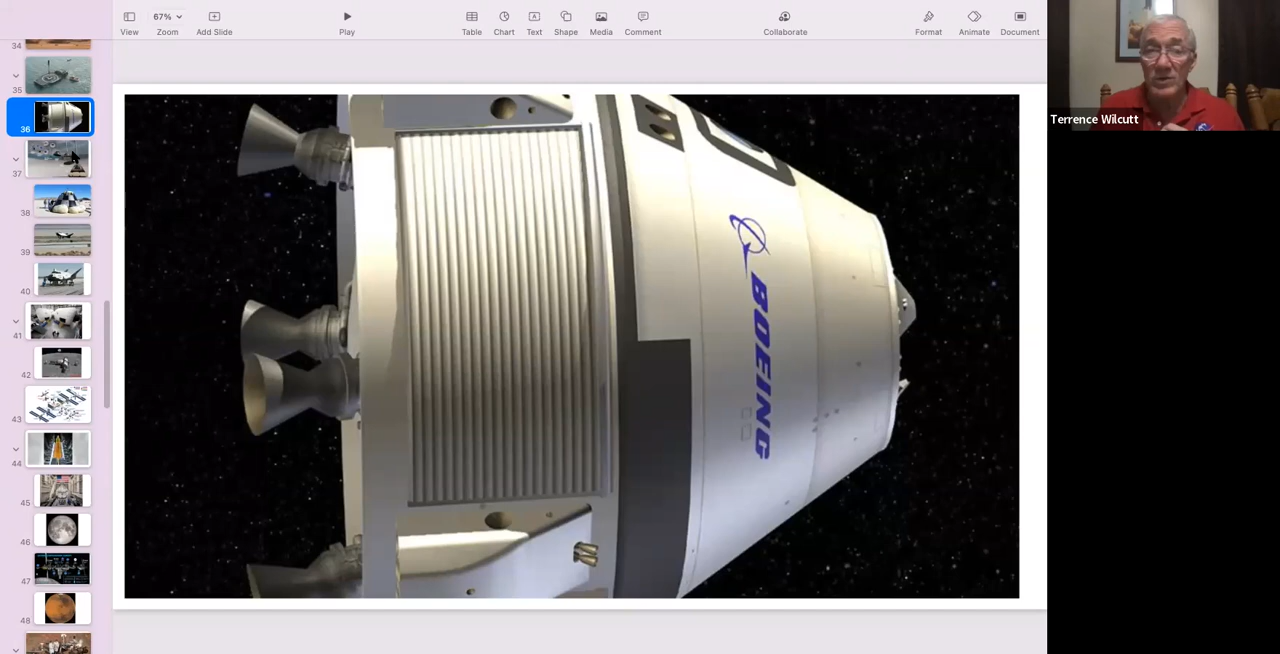 67%
View
Zoom
Add Slide
Play
Table
Chart
Text
Shape
Media
Comment
Collaborate
Format
Animate
Document
Terrence Wilcutt
34
35
36
37
38
39
40
41
42
43
44
45
46
47
48
BOEING